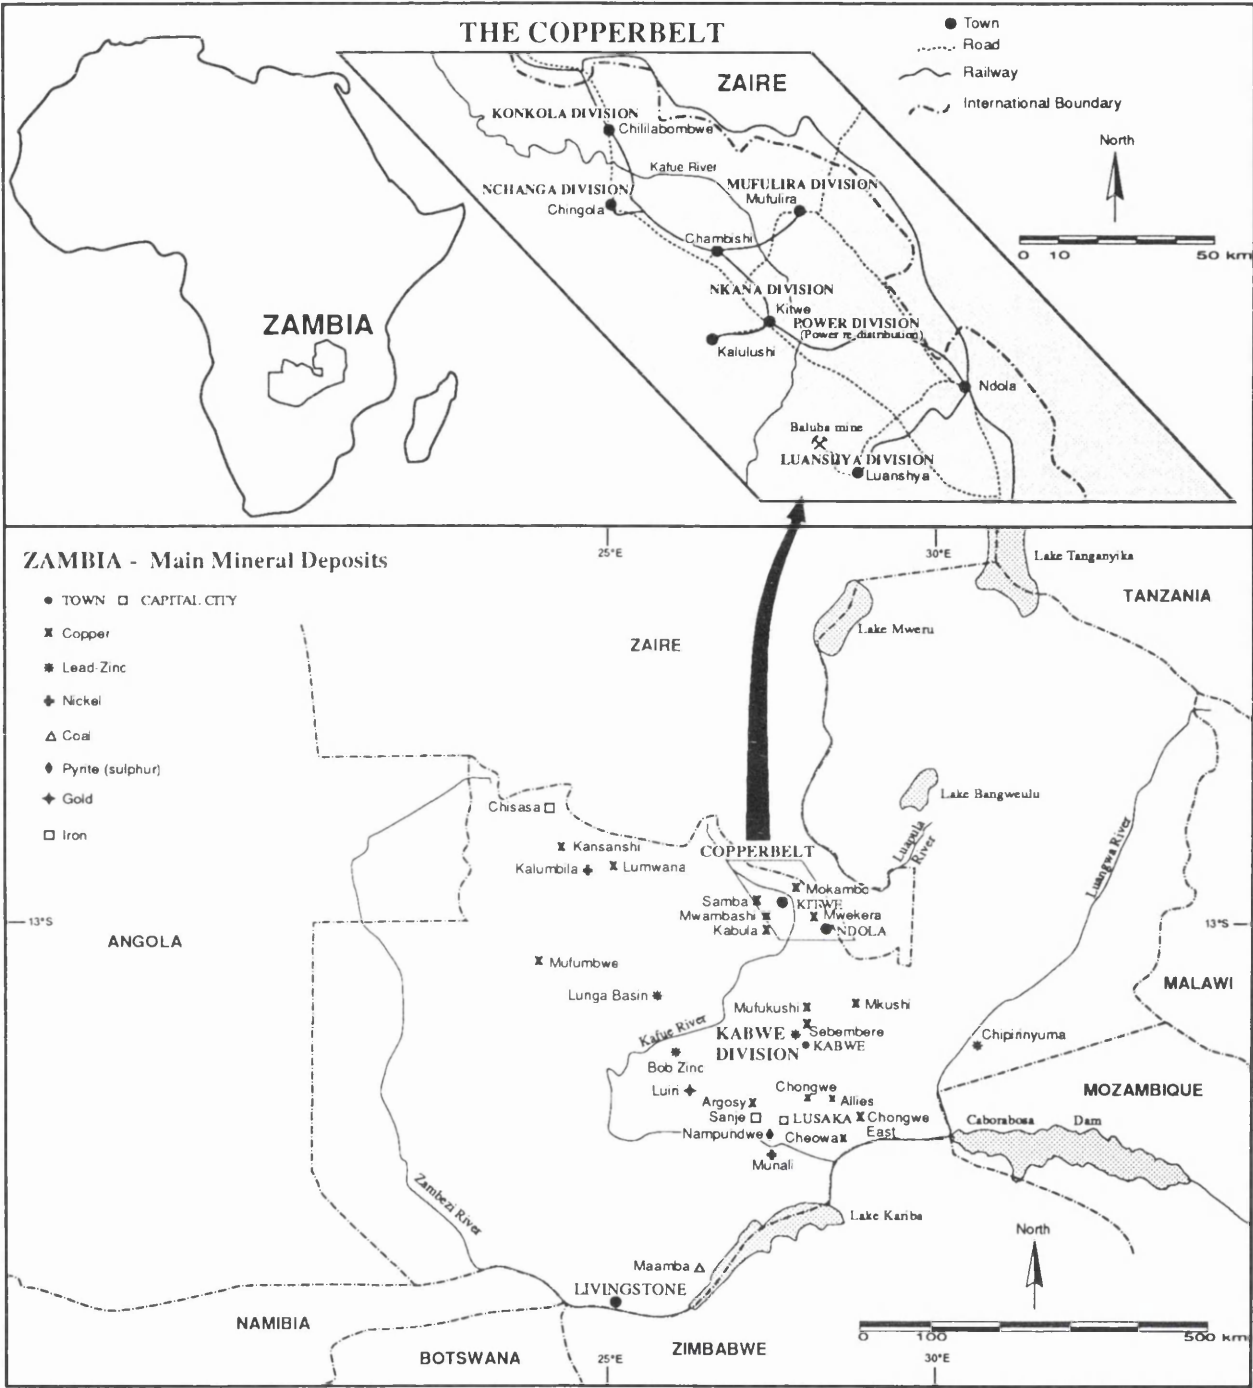 THE COPPERBELT
Town
Road
Railway
International Boundary
ZAIRE
North
0 10 50 km
KONKOLA DIVISION
Chililabombwe
Kafue River
NCHANGA DIVISION
Chingola
MUFULIRA DIVISION
Mufulira
Chambishi
NKANA DIVISION
Kitwe
POWER DIVISION
(Power re distribution)
Kalulushi
Ndola
Baluba mine
LUANSHYA DIVISION
Luanshya
ZAMBIA
ZAMBIA - Main Mineral Deposits
TOWN CAPITAL CITY
Copper
Lead-Zinc
Nickel
Coal
Pyrite (sulphur)
Gold
Iron
25°E
30°E
Lake Tanganyika
TANZANIA
Lake Mweru
ZAIRE
Lake Bangweulu
Luapula
River
Luangwa River
Chisasa
Kansanshi
Kalumbila
Lumwana
COPPERBELT
Mokambo
Samba
KITWE
Mwambashi
Mwekera
Kabula
NDOLA
13°S
13°S
ANGOLA
MALAWI
Mufumbwe
Lunga Basin
Mufukushi
Mkushi
Kafue River
KABWE
DIVISION
Sebembere
KABWE
Chipirinyuma
Bob Zinc
MOZAMBIQUE
Luiri
Chongwe
Argosy
Allies
Sanje
LUSAKA
Chongwe
East
Caborabosa Dam
Nampundwe
Cheowa
Munali
Zambezi River
Lake Kariba
North
Maamba
LIVINGSTONE
NAMIBIA
BOTSWANA
ZIMBABWE
0 100 500 km
25°E
30°E